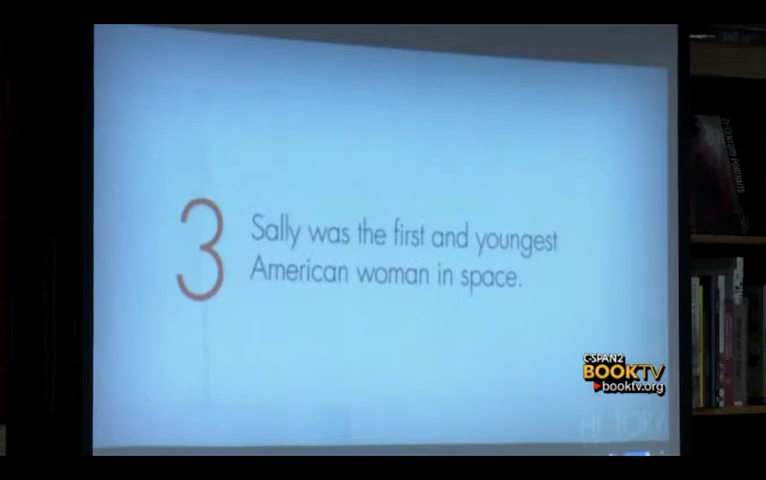 3
Sally was the first and youngest
American woman in space.
C-SPAN2
BOOKTV
booktv.org